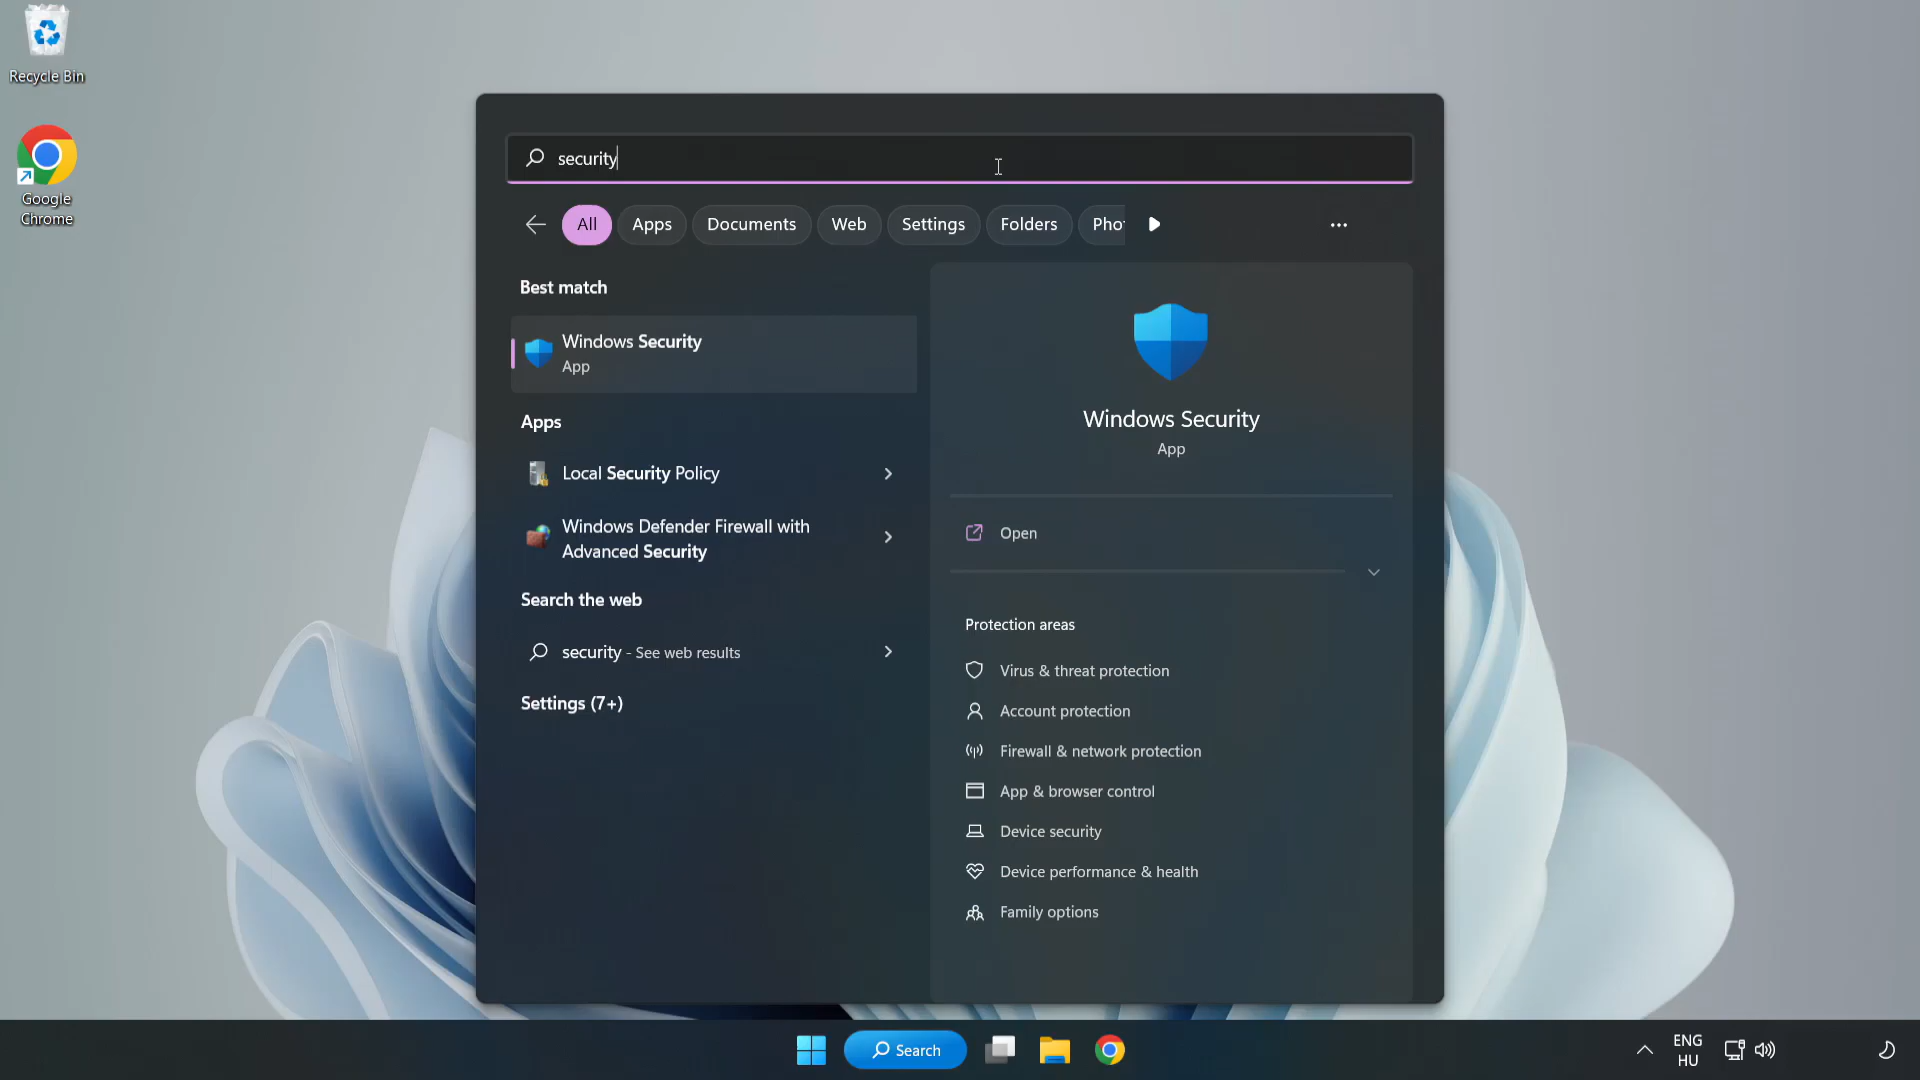 Recycle Bin
Google
Chrome
security
All
Apps
Documents
Web
Settings
Folders
Pho
Best match
Windows Security
App
Apps
Local Security Policy
Windows Defender Firewall with
Advanced Security
Search the web
security - See web results
Settings (7+)
Windows Security
App
Open
Protection areas
Virus & threat protection
Account protection
Firewall & network protection
App & browser control
Device security
Device performance & health
Family options
Search
ENG
HU